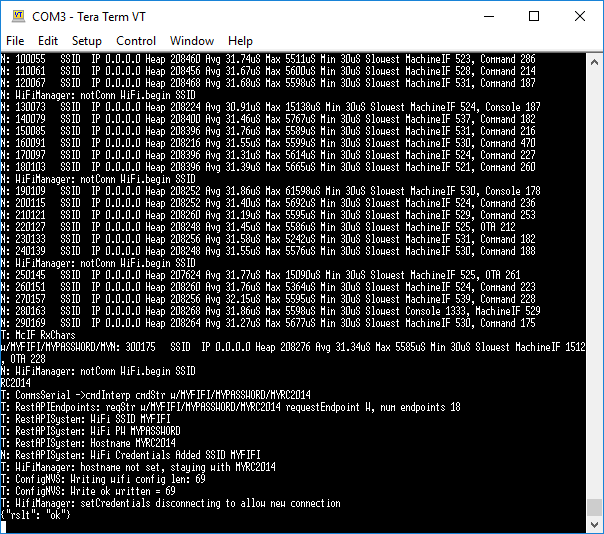 COM3 - Tera Term VT
File Edit Setup Control Window Help
N: 100055 SSID IP 0.0.0.0 Heap 208460 Avg 31.74uS Max 5511uS Min 30uS Slowest MachineIF 523, Command 286
N: 110061 SSID IP 0.0.0.0 Heap 208456 Avg 31.67uS Max 5600uS Min 30uS Slowest MachineIF 528, Command 214
N: 120067 SSID IP 0.0.0.0 Heap 208468 Avg 31.68uS Max 5598uS Min 30uS Slowest MachineIF 531, Command 187
N: WiFiManager: notConn WiFi.begin SSID
N: 130073 SSID IP 0.0.0.0 Heap 208224 Avg 30.91uS Max 15138uS Min 30uS Slowest MachineIF 524, Console 187
N: 140079 SSID IP 0.0.0.0 Heap 208400 Avg 31.46uS Max 5767uS Min 30uS Slowest MachineIF 537, Command 182
N: 150085 SSID IP 0.0.0.0 Heap 208396 Avg 31.76uS Max 5589uS Min 30uS Slowest MachineIF 531, Command 216
N: 160091 SSID IP 0.0.0.0 Heap 208216 Avg 31.55uS Max 5599uS Min 30uS Slowest MachineIF 530, Command 470
N: 170097 SSID IP 0.0.0.0 Heap 208396 Avg 31.31uS Max 5614uS Min 30uS Slowest MachineIF 524, Command 227
N: 180103 SSID IP 0.0.0.0 Heap 208396 Avg 31.39uS Max 5665uS Min 30uS Slowest MachineIF 521, Command 260
N: WiFiManager: notConn WiFi.begin SSID
N: 190109 SSID IP 0.0.0.0 Heap 208252 Avg 31.86uS Max 61598uS Min 30uS Slowest MachineIF 530, Console 178
N: 200115 SSID IP 0.0.0.0 Heap 208252 Avg 31.40uS Max 5692uS Min 30uS Slowest MachineIF 524, Command 236
N: 210121 SSID IP 0.0.0.0 Heap 208260 Avg 31.19uS Max 5595uS Min 30uS Slowest MachineIF 529, Command 253
N: 220127 SSID IP 0.0.0.0 Heap 208248 Avg 31.45uS Max 5586uS Min 30uS Slowest MachineIF 525, OTA 212
N: 230133 SSID IP 0.0.0.0 Heap 208256 Avg 31.58uS Max 5242uS Min 30uS Slowest MachineIF 531, Command 182
N: 240139 SSID IP 0.0.0.0 Heap 208248 Avg 31.55uS Max 5576uS Min 30uS Slowest MachineIF 530, Command 188
N: WiFiManager: notConn WiFi.begin SSID
N: 250145 SSID IP 0.0.0.0 Heap 207624 Avg 31.77uS Max 15090uS Min 30uS Slowest MachineIF 525, OTA 261
N: 260151 SSID IP 0.0.0.0 Heap 208260 Avg 31.76uS Max 5364uS Min 30uS Slowest MachineIF 524, Command 223
N: 270157 SSID IP 0.0.0.0 Heap 208256 Avg 32.15uS Max 5595uS Min 30uS Slowest MachineIF 539, Command 228
N: 280163 SSID IP 0.0.0.0 Heap 208268 Avg 31.86uS Max 5598uS Min 30uS Slowest Console 1333, MachineIF 529
N: 290169 SSID IP 0.0.0.0 Heap 208264 Avg 31.27uS Max 5677uS Min 30uS Slowest MachineIF 530, Command 175
T: McIF RxChars
w/MYFIFI/MYPASSWORD/MYN: 300175 SSID IP 0.0.0.0 Heap 208276 Avg 31.34uS Max 5585uS Min 30uS Slowest MachineIF 1512
, OTA 228
N: WiFiManager: notConn WiFi.begin SSID
RC2014
T: CommsSerial ->cmdInterp cmdStr w/MYFIFI/MYPASSWORD/MYRC2014
T: RestAPIEndpoints: reqStr w/MYFIFI/MYPASSWORD/MYRC2014 requestEndpoint W, num endpoints 18
T: RestAPISystem: WiFi SSID MYFIFI
T: RestAPISystem: WiFi PW MYPASSWORD
T: RestAPISystem: Hostname MYRC2014
N: RestAPISystem: WiFi Credentials Added SSID MYFIFI
T: WiFiManager: hostname not set, staying with MYRC2014
T: ConfigNVS: Writing wifi config len: 69
T: ConfigNVS: Write ok written = 69
T: WifiManager: setCredentials disconnecting to allow new connection
{"rslt": "ok"}